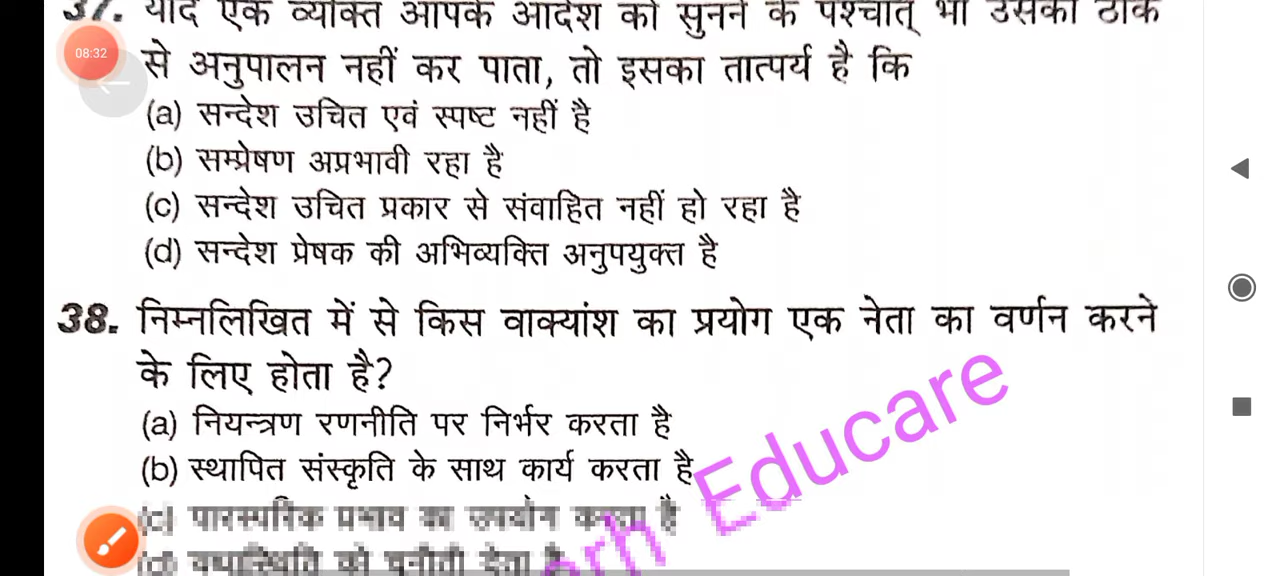 37. यदि एक व्यक्ति आपके आदेश को सुनने के पश्चात् भी उसका ठीक
08:32
से अनुपालन नहीं कर पाता, तो इसका तात्पर्य है कि
(a) सन्देश उचित एवं स्पष्ट नहीं है
(b) सम्प्रेषण अप्रभावी रहा है
(c) सन्देश उचित प्रकार से संवाहित नहीं हो रहा है
(d) सन्देश प्रेषक की अभिव्यक्ति अनुपयुक्त है
38. निम्नलिखित में से किस वाक्यांश का प्रयोग एक नेता का वर्णन करने
के लिए होता है?
(a) नियन्त्रण रणनीति पर निर्भर करता है
(b) स्थापित संस्कृति के साथ कार्य करता है
(c) पारस्परिक प्रभाव का उपयोग करता है
(d) यथास्थिति को चुनौती देता है
Educare